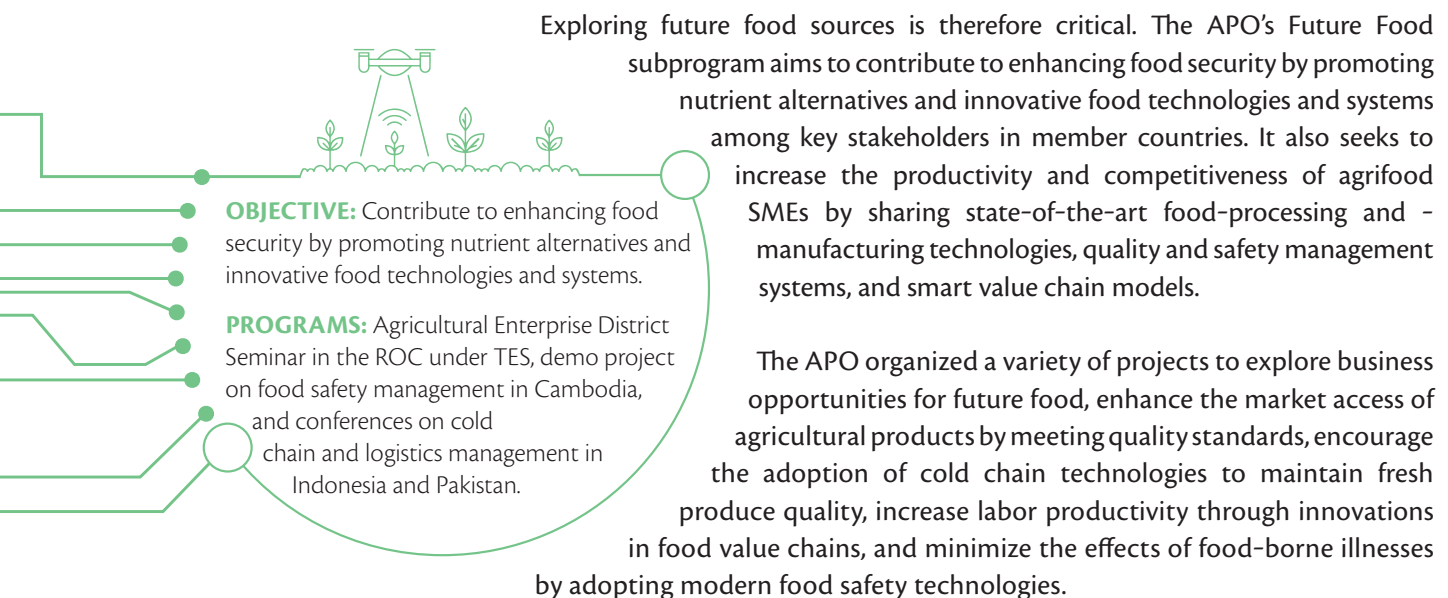 Exploring future food sources is therefore critical. The APO's Future Food
subprogram aims to contribute to enhancing food security by promoting
nutrient alternatives and innovative food technologies and systems
among key stakeholders in member countries. It also seeks to
increase the productivity and competitiveness of agrifood
SMEs by sharing state-of-the-art food-processing and -
manufacturing technologies, quality and safety management
systems, and smart value chain models.
The APO organized a variety of projects to explore business
opportunities for future food, enhance the market access of
agricultural products by meeting quality standards, encourage
the adoption of cold chain technologies to maintain fresh
produce quality, increase labor productivity through innovations
in food value chains, and minimize the effects of food-borne illnesses
by adopting modern food safety technologies.
OBJECTIVE: Contribute to enhancing food
security by promoting nutrient alternatives and
innovative food technologies and systems.
PROGRAMS: Agricultural Enterprise District
Seminar in the ROC under TES, demo project
on food safety management in Cambodia,
and conferences on cold
chain and logistics management in
Indonesia and Pakistan.